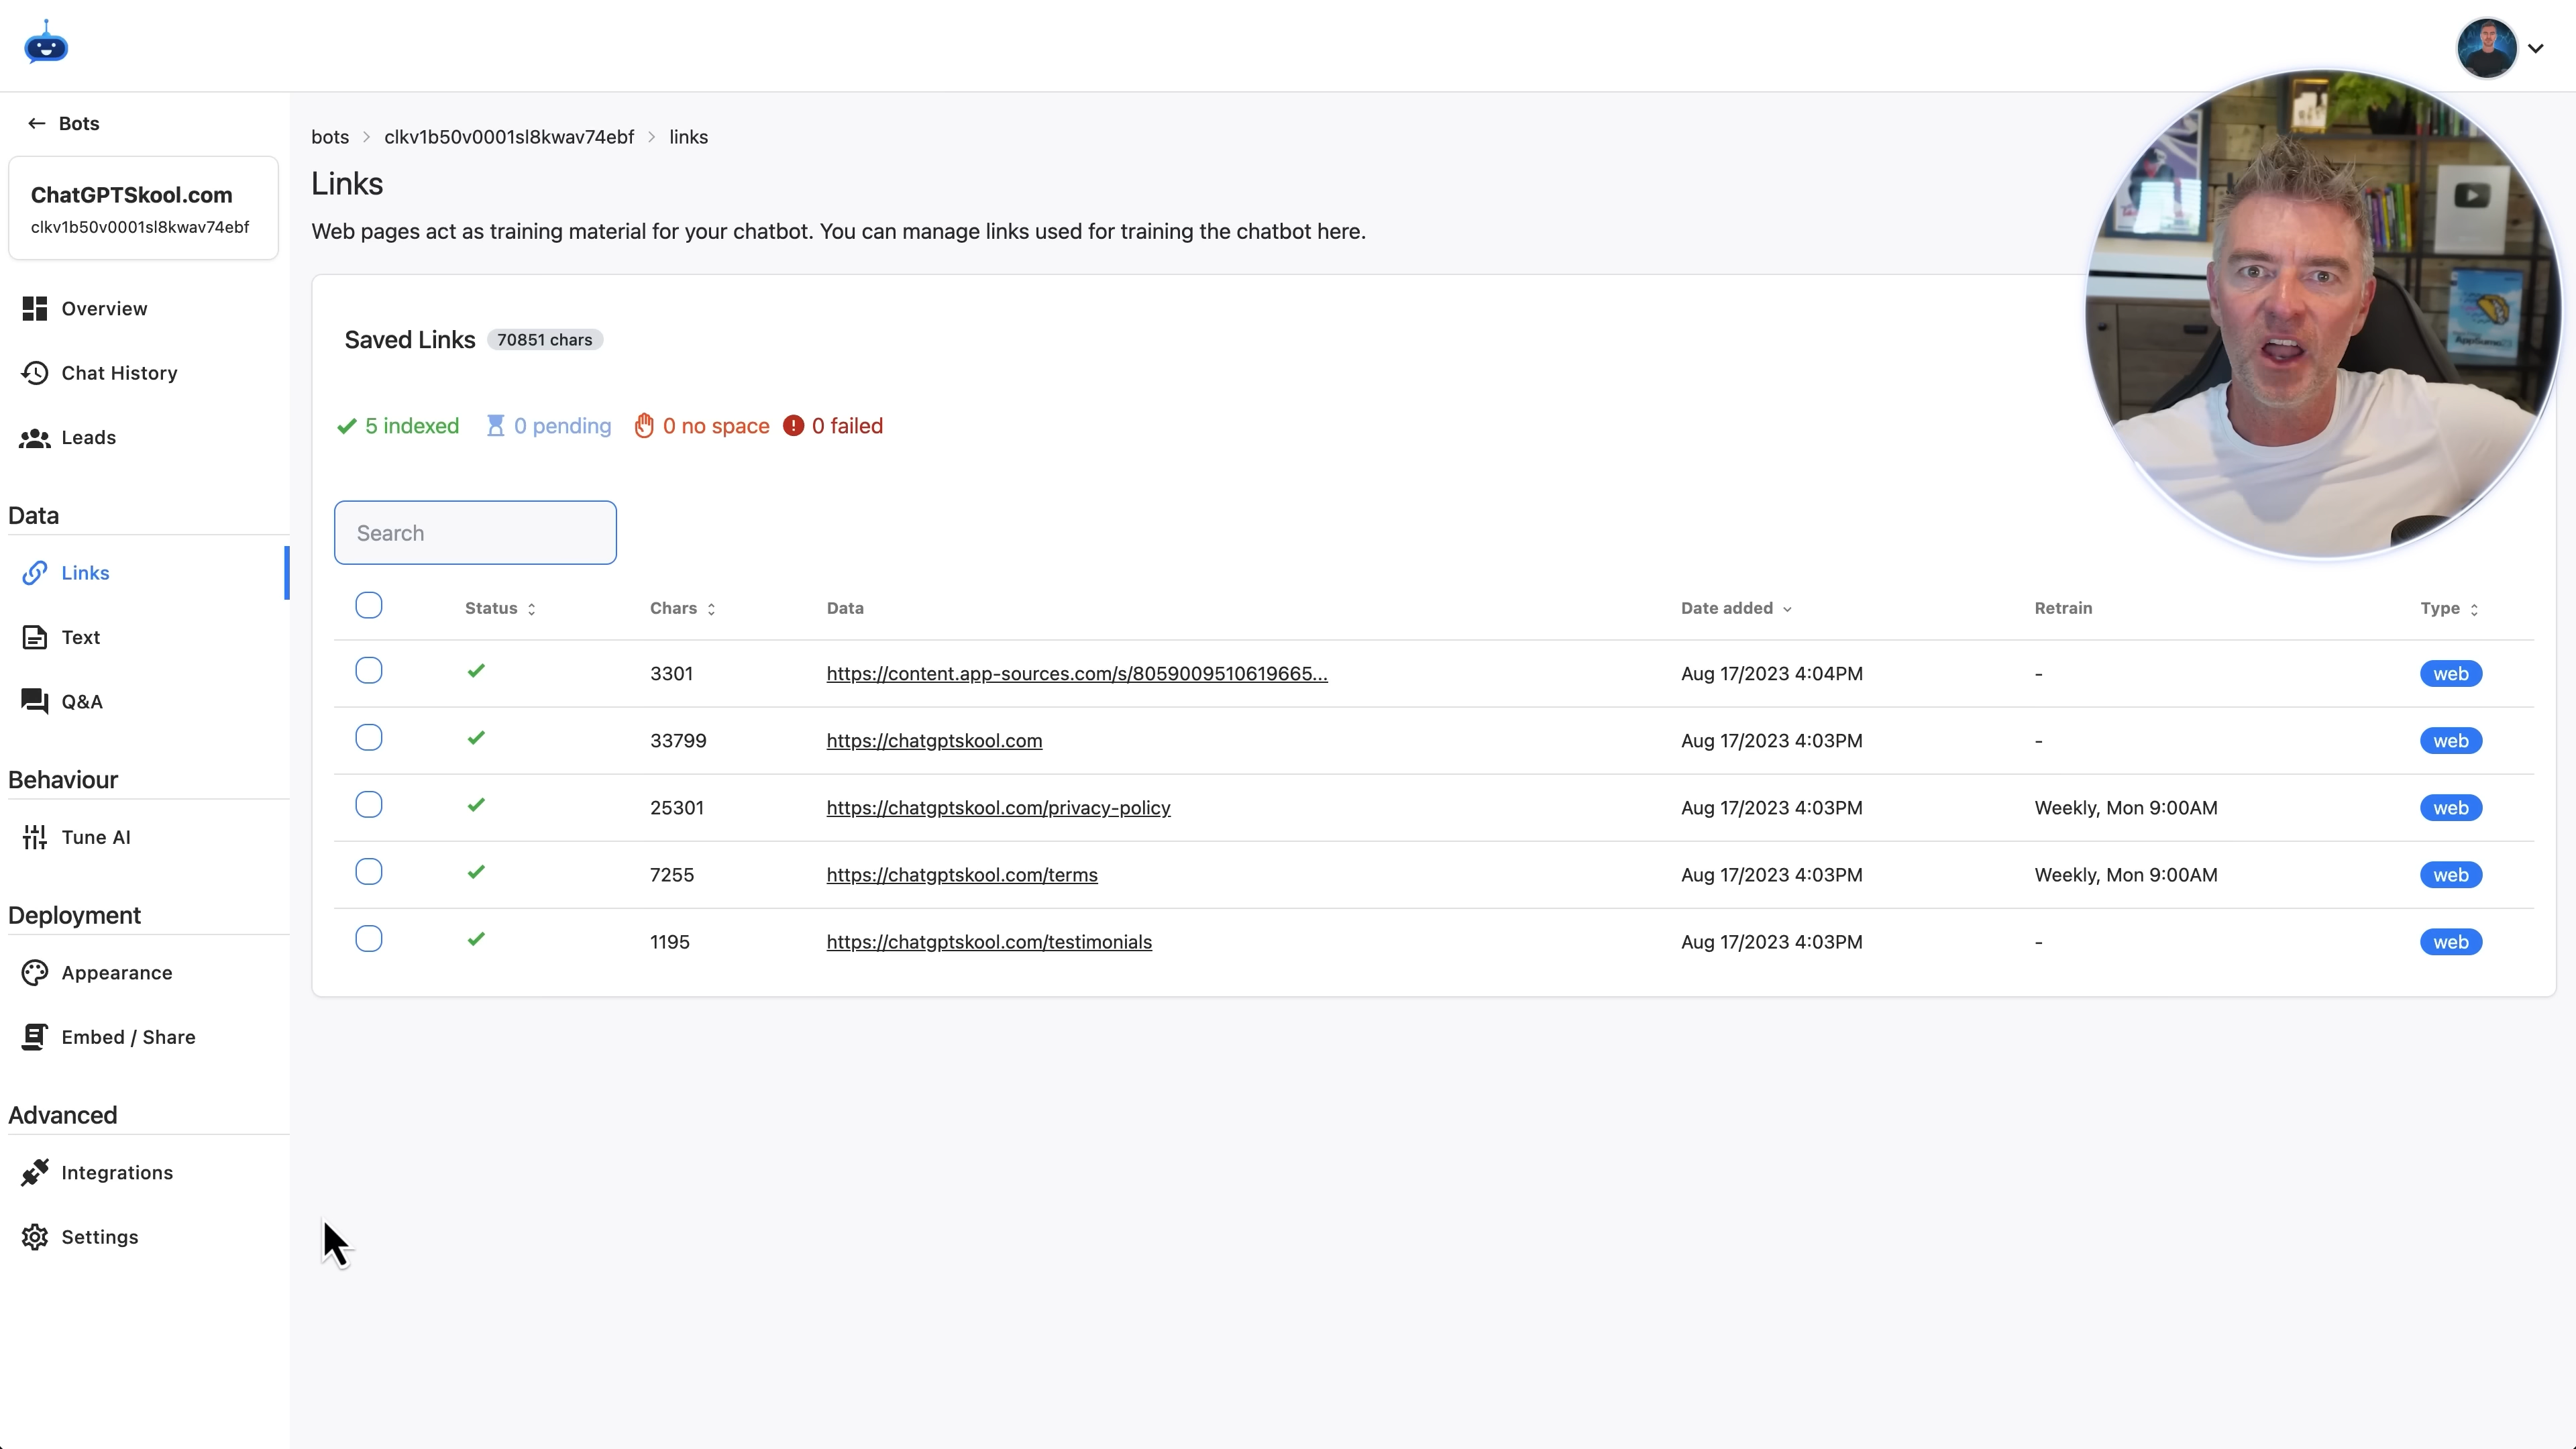 Bots
ChatGPTSkool.com
clkv1b50v0001sl8kwav74ebf
Overview
Chat History
Leads
Data
Links
Text
Q&A
Behaviour
Tune AI
Deployment
Appearance
Embed / Share
Advanced
Integrations
Settings
bots > clkv1b50v0001sl8kwav74ebf > links
Links
Web pages act as training material for your chatbot. You can manage links used for training the chatbot here.
Saved Links 70851 chars
5 indexed 0 pending 0 no space 0 failed
Search
Status Chars Data Date added Retrain Type
3301 https://content.app-sources.com/s/8059009510619665... Aug 17/2023 4:04PM - web
33799 https://chatgptskool.com Aug 17/2023 4:03PM - web
25301 https://chatgptskool.com/privacy-policy Aug 17/2023 4:03PM Weekly, Mon 9:00AM web
7255 https://chatgptskool.com/terms Aug 17/2023 4:03PM Weekly, Mon 9:00AM web
1195 https://chatgptskool.com/testimonials Aug 17/2023 4:03PM - web